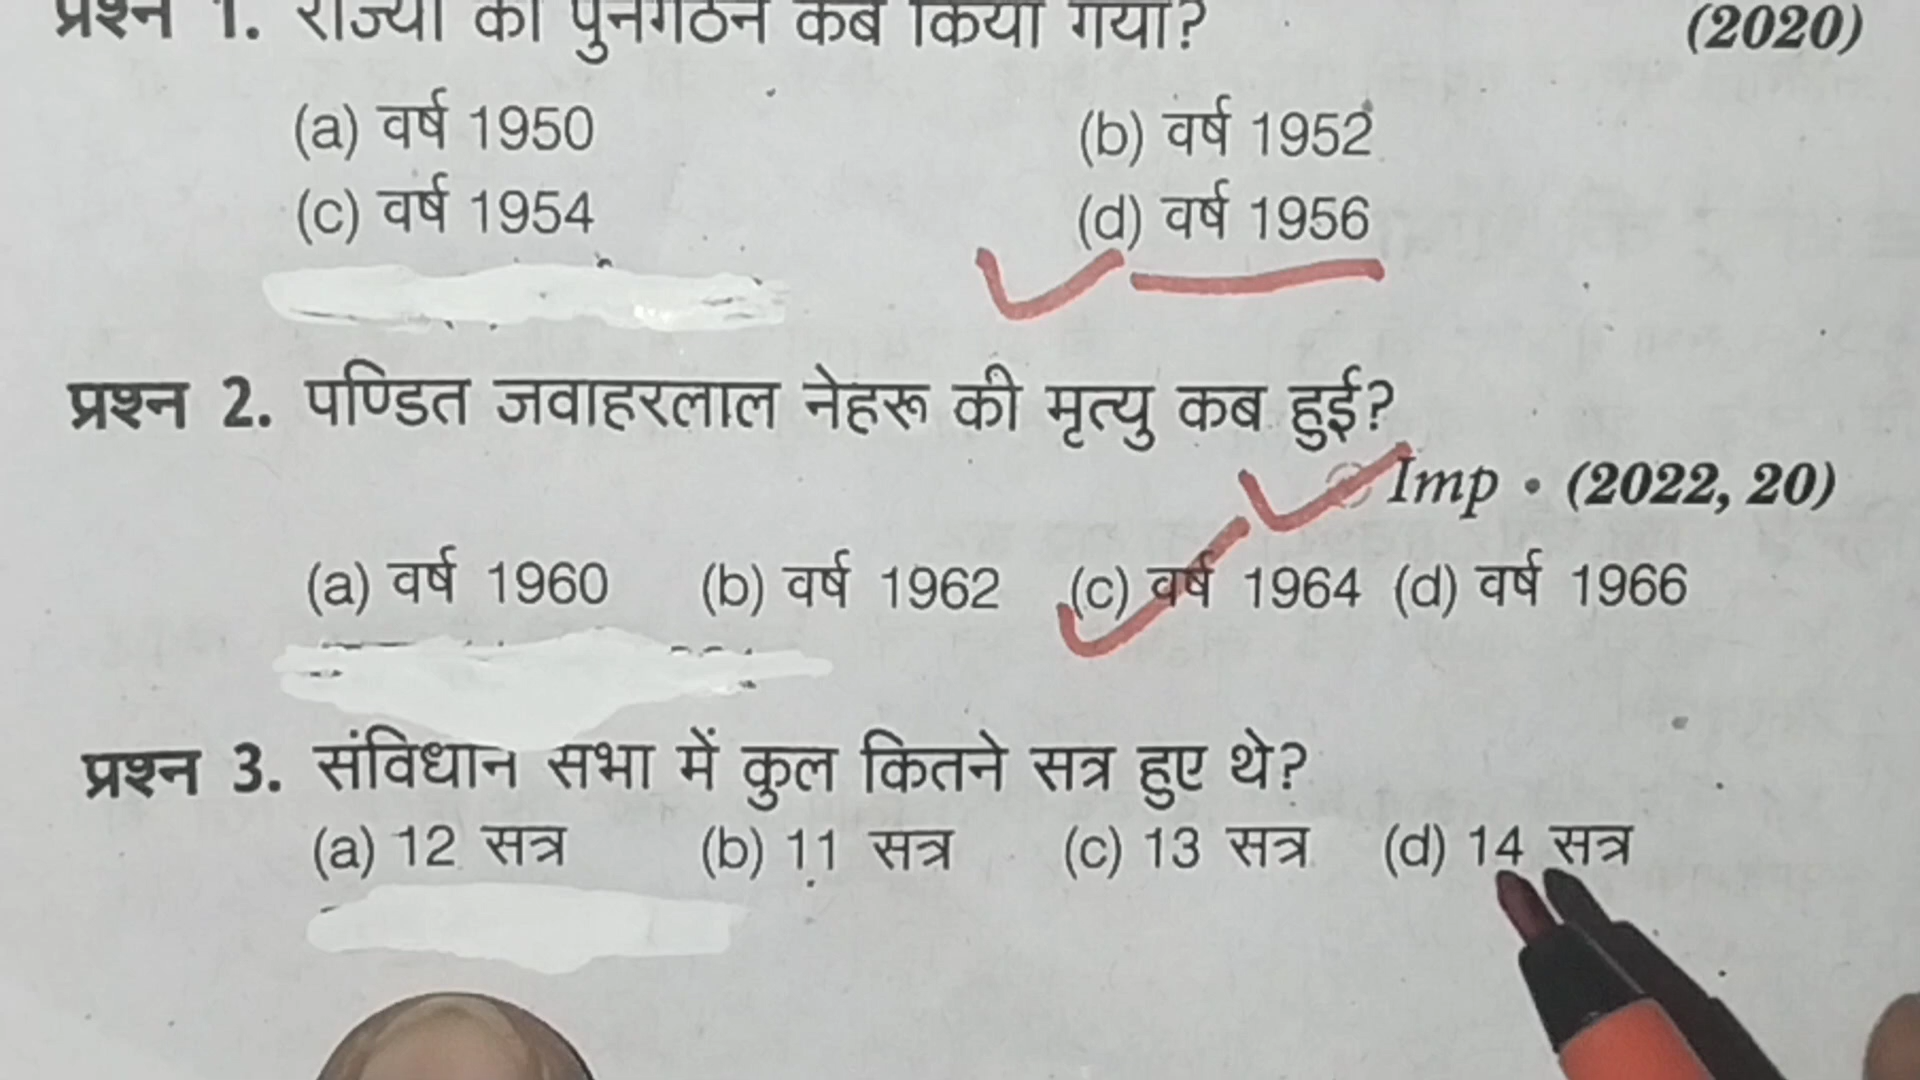 प्रश्न 1. राज्यों का पुनर्गठन कब किया गया? (2020)
(a) वर्ष 1950 (b) वर्ष 1952
(c) वर्ष 1954 (d) वर्ष 1956
प्रश्न 2. पण्डित जवाहरलाल नेहरू की मृत्यु कब हुई?
Imp • (2022, 20)
(a) वर्ष 1960 (b) वर्ष 1962 (c) वर्ष 1964 (d) वर्ष 1966
प्रश्न 3. संविधान सभा में कुल कितने सत्र हुए थे?
(a) 12 सत्र (b) 11 सत्र (c) 13 सत्र (d) 14 सत्र